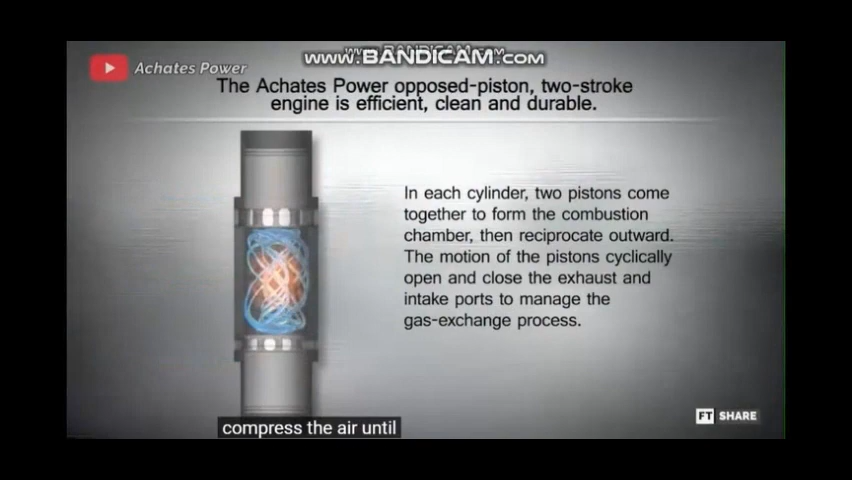 www.BANDICAM.com
Achates Power
The Achates Power opposed-piston, two-stroke
engine is efficient, clean and durable.
In each cylinder, two pistons come
together to form the combustion
chamber, then reciprocate outward.
The motion of the pistons cyclically
open and close the exhaust and
intake ports to manage the
gas-exchange process.
FT SHARE
compress the air until